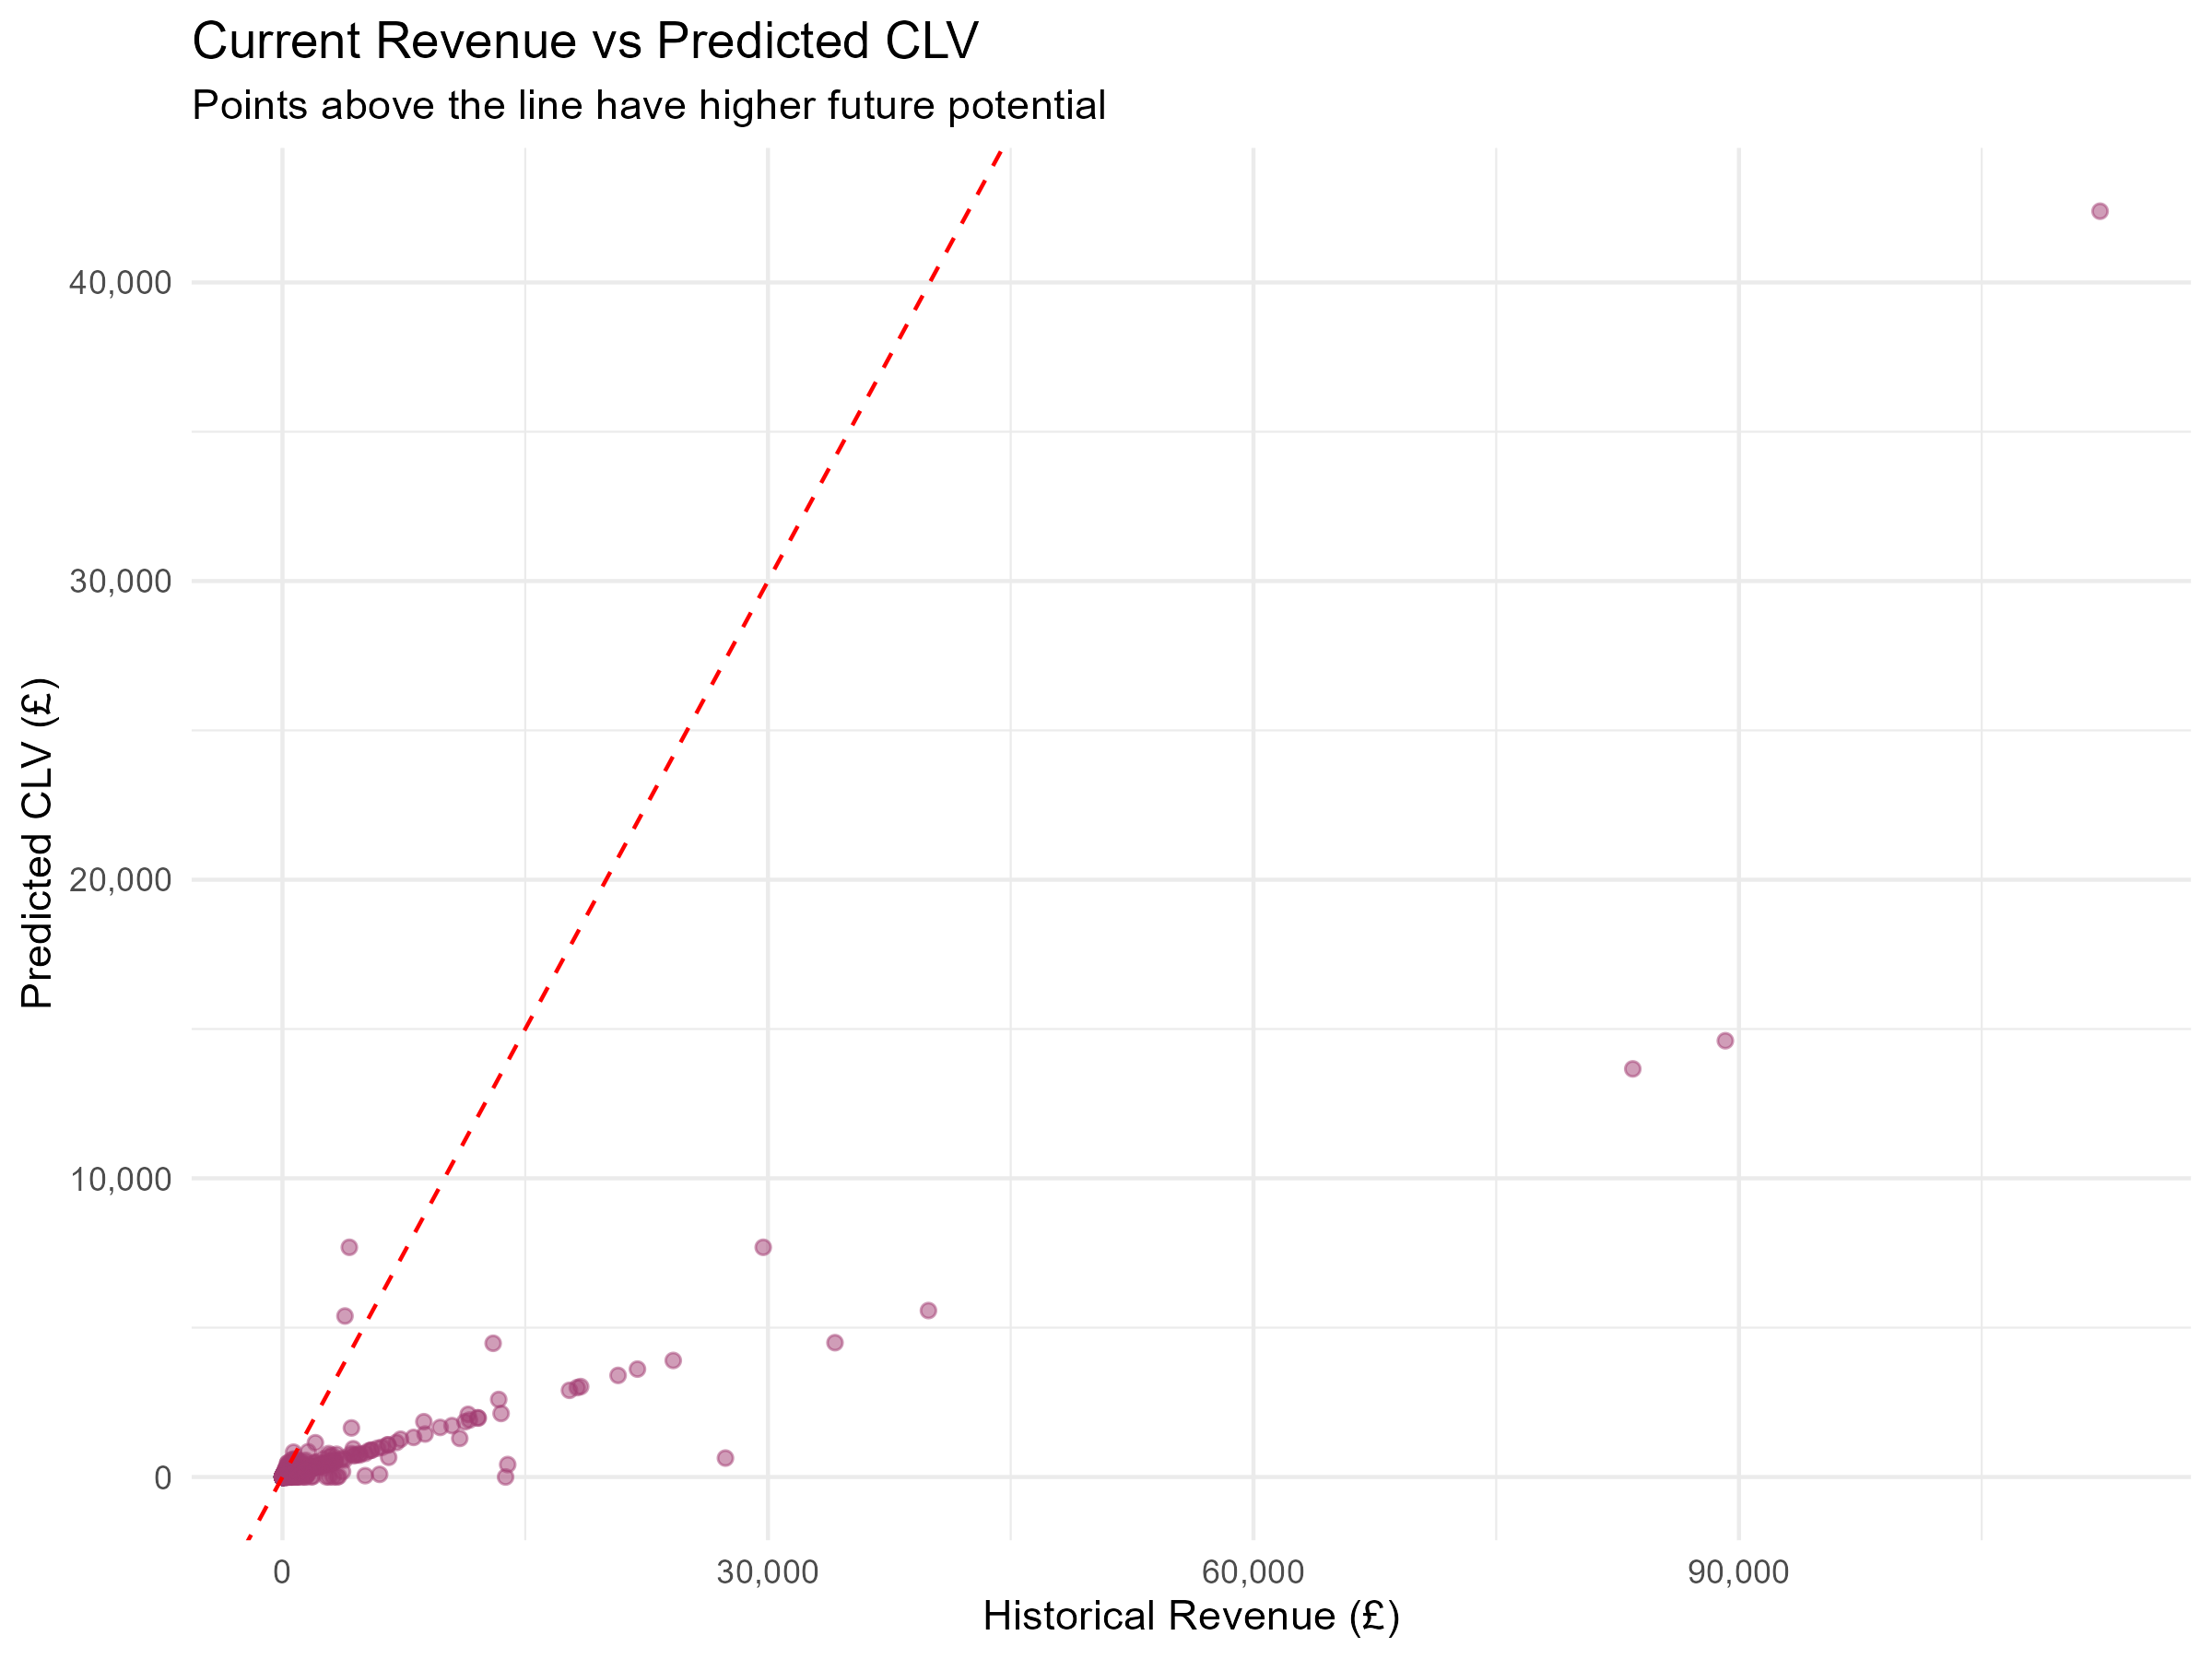 Current Revenue vs Predicted CLV
Points above the line have higher future potential
Predicted CLV (£)
40,000
30,000
20,000
10,000
0
0
30,000
60,000
90,000
Historical Revenue (£)